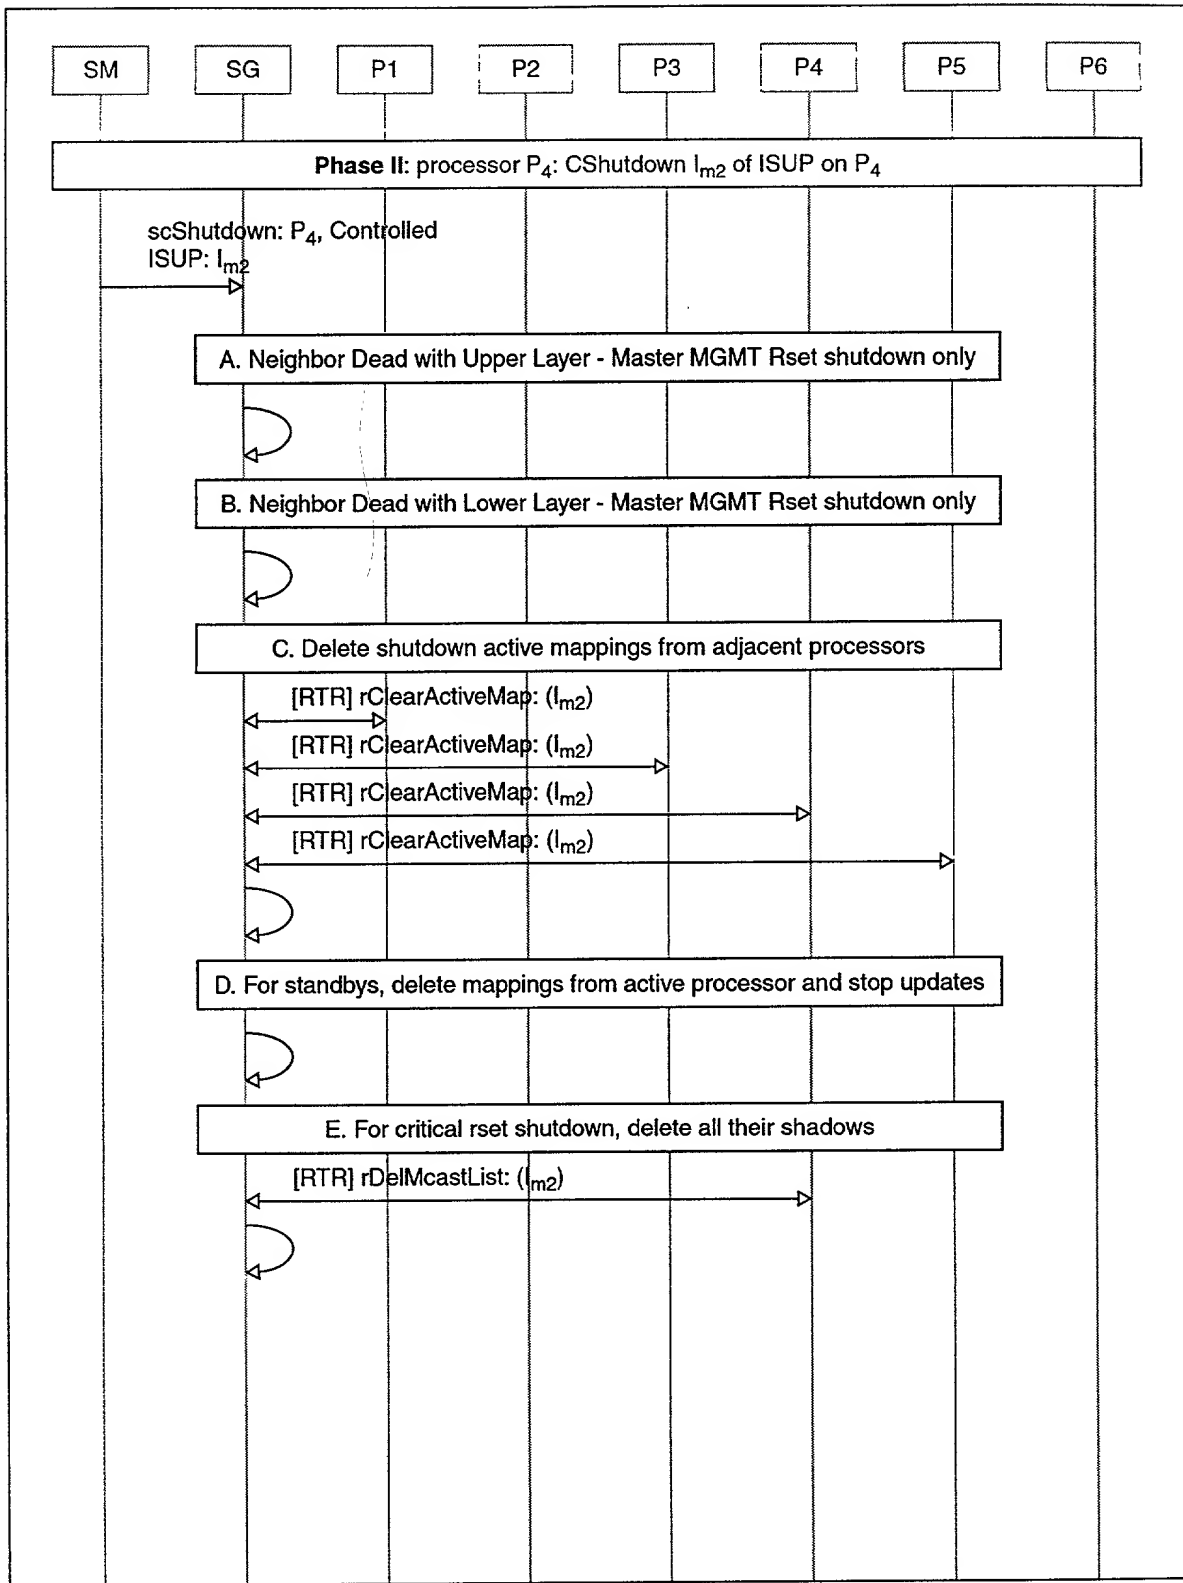 SM SG P1 P2 P3 P4 P5 P6
Phase II: processor P4: CShutdown Im2 of ISUP on P4
scShutdown: P4, Controlled
ISUP: Im2
A. Neighbor Dead with Upper Layer - Master MGMT Rset shutdown only
B. Neighbor Dead with Lower Layer - Master MGMT Rset shutdown only
C. Delete shutdown active mappings from adjacent processors
[RTR] rClearActiveMap: (Im2)
[RTR] rClearActiveMap: (Im2)
[RTR] rClearActiveMap: (Im2)
[RTR] rClearActiveMap: (Im2)
D. For standbys, delete mappings from active processor and stop updates
E. For critical rset shutdown, delete all their shadows
[RTR] rDelMcastList: (Im2)